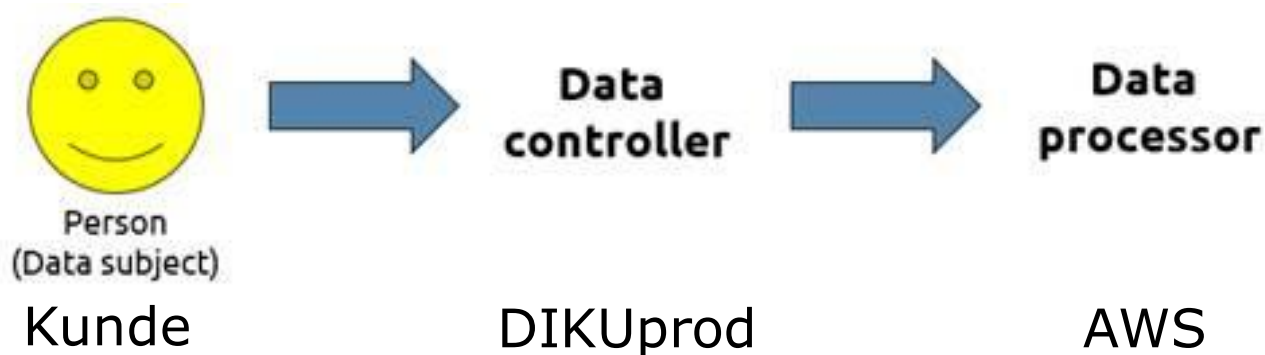 Person
(Data subject)
Kunde
Data
controller
DIKUprod
Data
processor
AWS